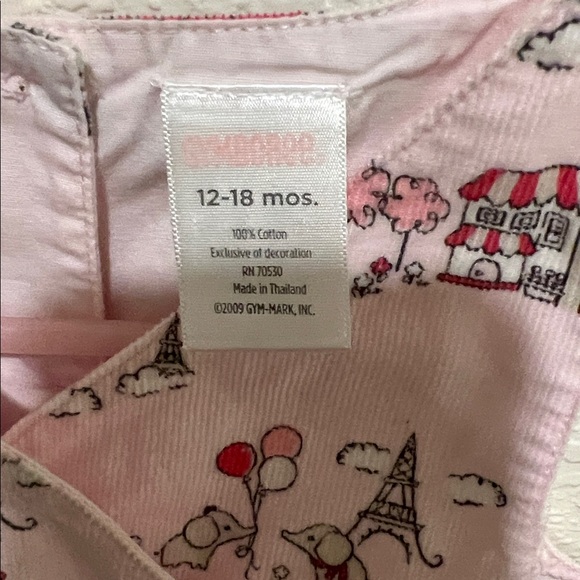 GYMBOREE
12-18 mos.
100% Cotton
Exclusive of decoration
RN 70530
Made in Thailand
©2009 GYM-MARK, INC.